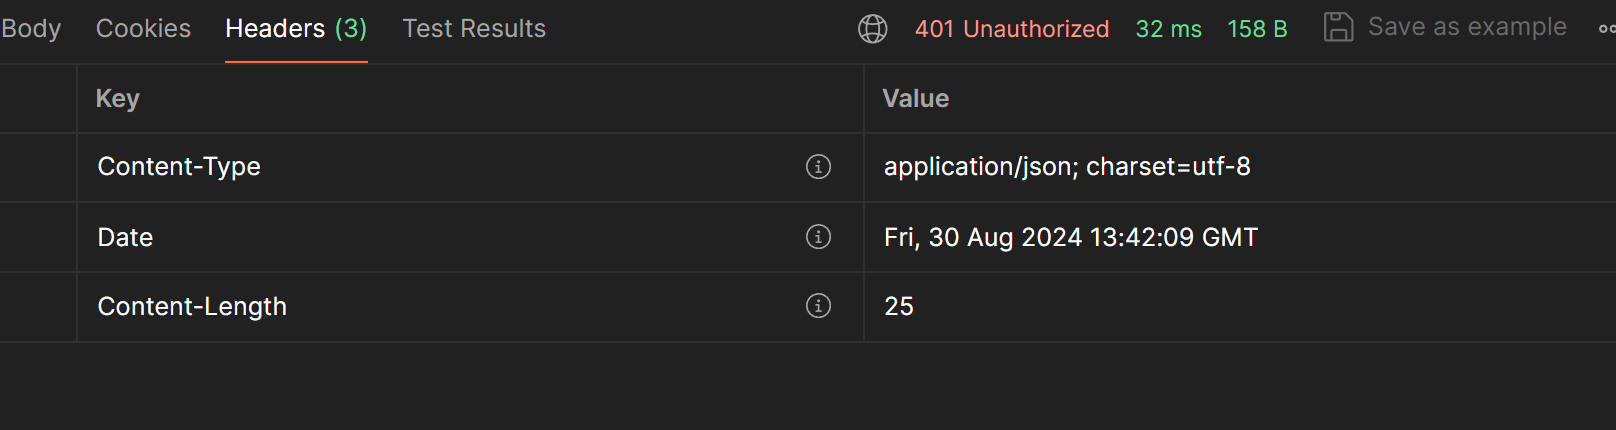 Body Cookies Headers (3) Test Results 401 Unauthorized 32 ms 158 B Save as example
Key Value
Content-Type application/json; charset=utf-8
Date Fri, 30 Aug 2024 13:42:09 GMT
Content-Length 25